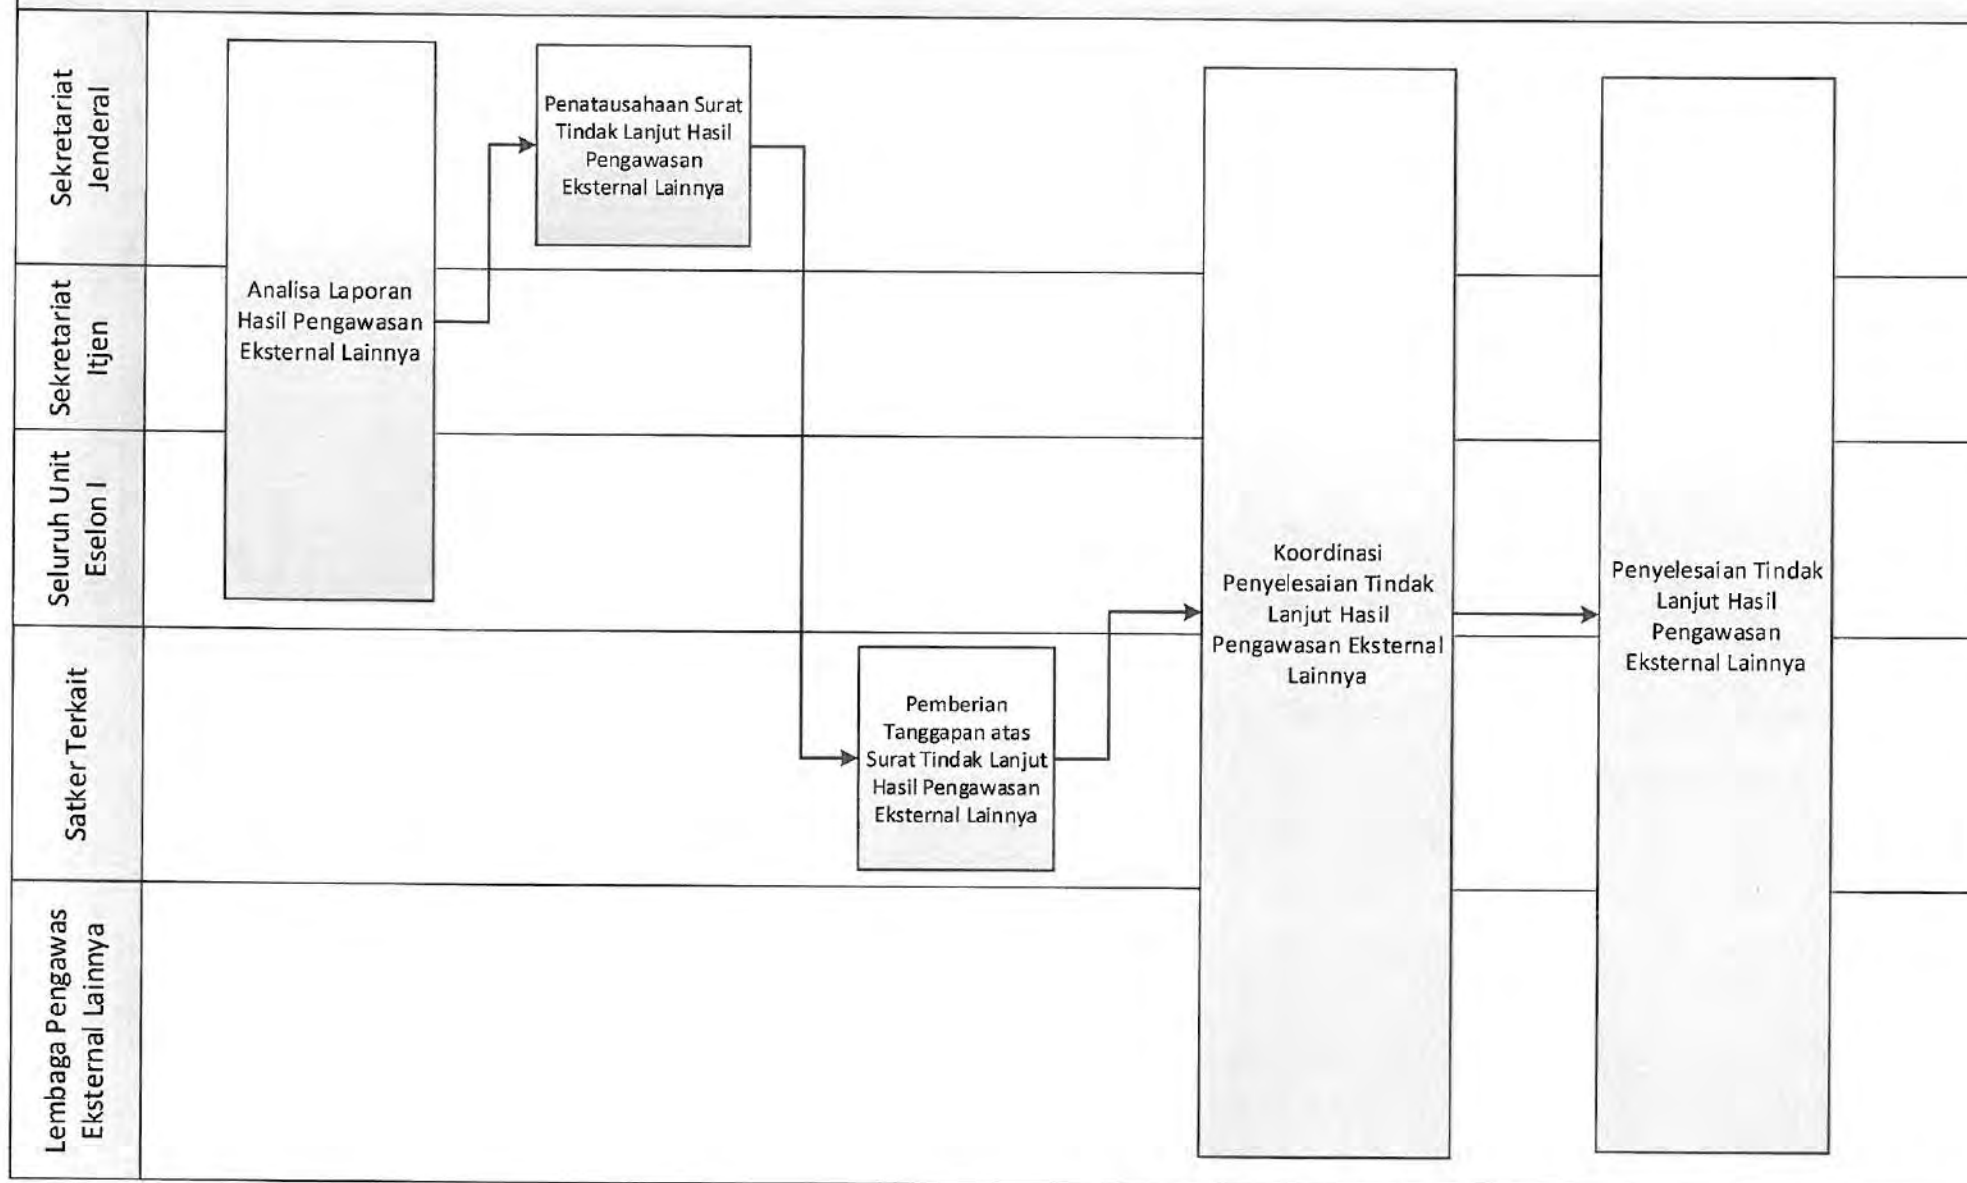 Sekretariat
Jenderal
Sekretariat
Itjen
Seluruh Unit
Eselon I
Satker Terkait
Lembaga Pengawas
Eksternal Lainnya
Analisa Laporan
Hasil Pengawasan
Eksternal Lainnya
Penatausahaan Surat
Tindak Lanjut Hasil
Pengawasan
Eksternal Lainnya
Pemberian
Tanggapan atas
Surat Tindak Lanjut
Hasil Pengawasan
Eksternal Lainnya
Koordinasi
Penyelesaian Tindak
Lanjut Hasil
Pengawasan Eksternal
Lainnya
Penyelesaian Tindak
Lanjut Hasil
Pengawasan
Eksternal Lainnya